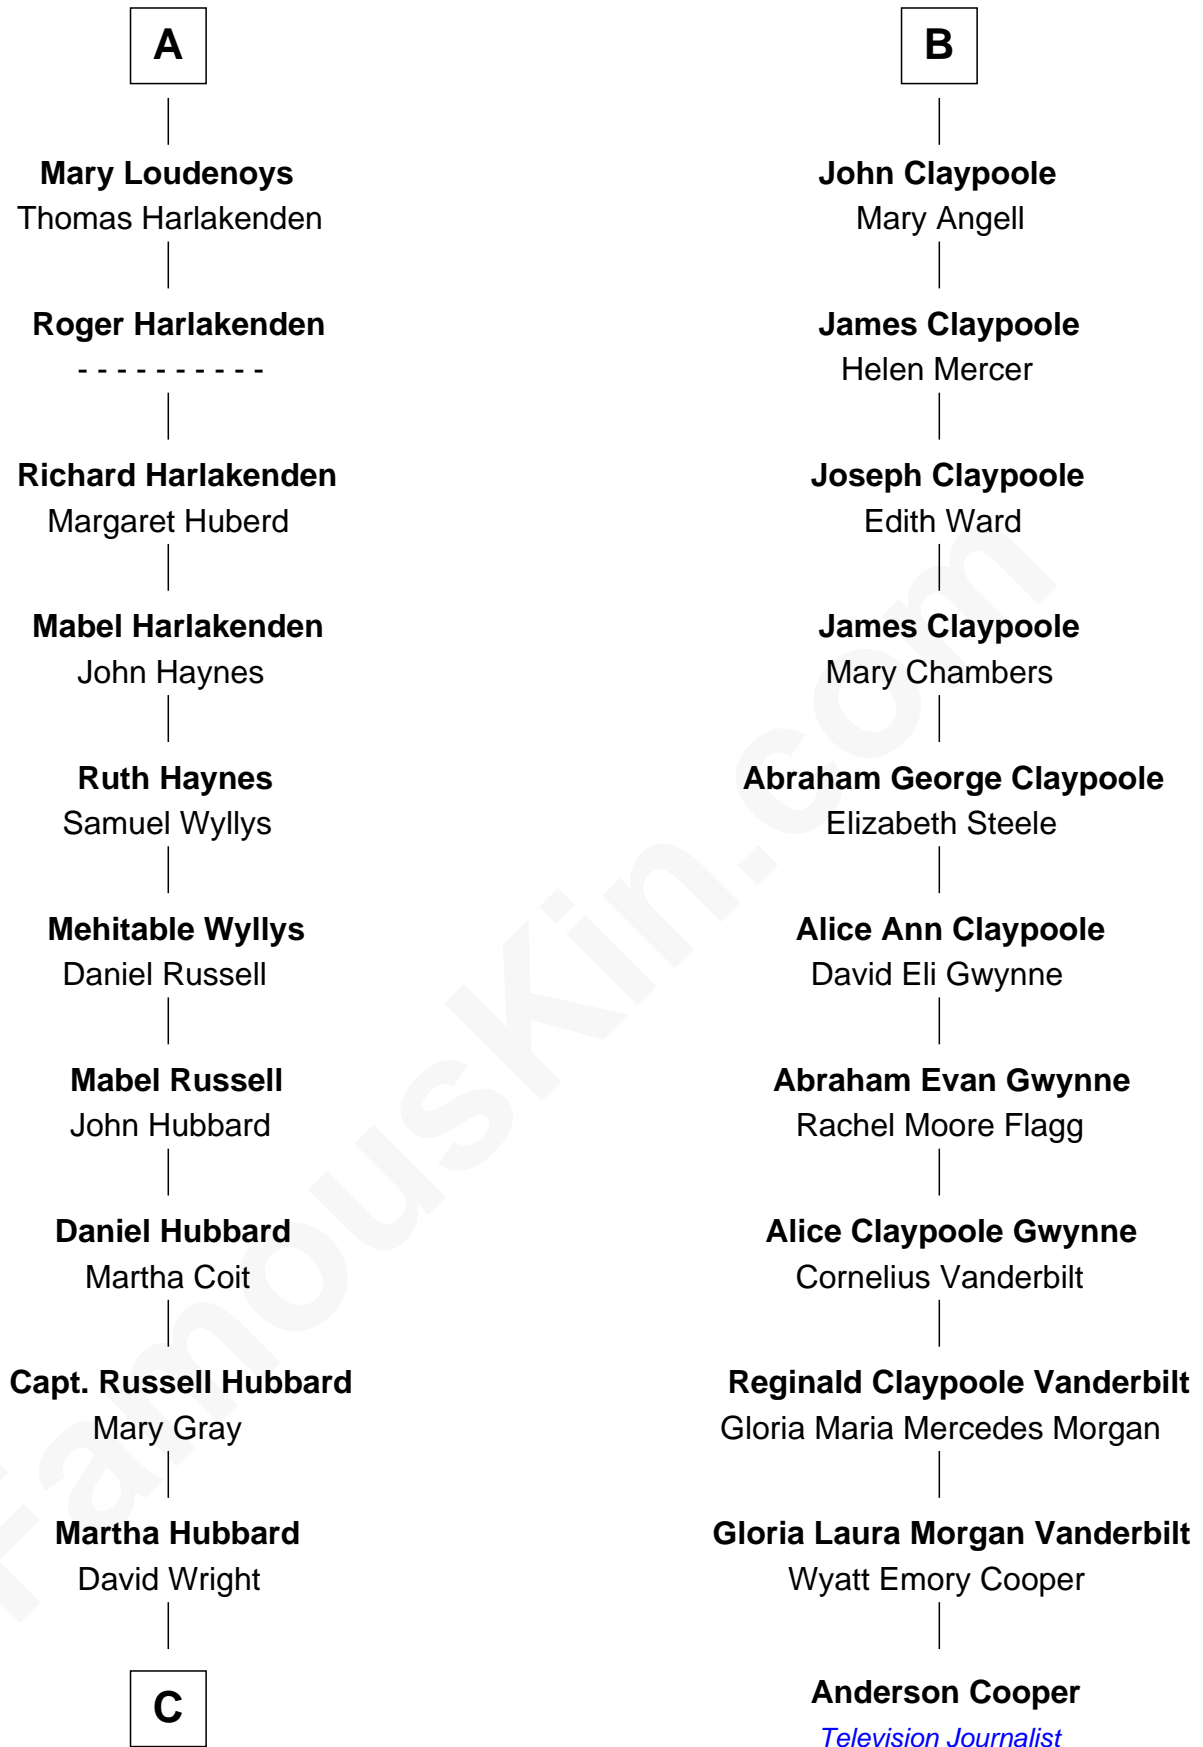 A
Mary Loudenoys
Thomas Harlakenden
Roger Harlakenden
- - - - - - - - - -
Richard Harlakenden
Margaret Huberd
Mabel Harlakenden
John Haynes
Ruth Haynes
Samuel Wyllys
Mehitable Wyllys
Daniel Russell
Mabel Russell
John Hubbard
Daniel Hubbard
Martha Coit
Capt. Russell Hubbard
Mary Gray
Martha Hubbard
David Wright
C
B
John Claypoole
Mary Angell
James Claypoole
Helen Mercer
Joseph Claypoole
Edith Ward
James Claypoole
Mary Chambers
Abraham George Claypoole
Elizabeth Steele
Alice Ann Claypoole
David Eli Gwynne
Abraham Evan Gwynne
Rachel Moore Flagg
Alice Claypoole Gwynne
Cornelius Vanderbilt
Reginald Claypoole Vanderbilt
Gloria Maria Mercedes Morgan
Gloria Laura Morgan Vanderbilt
Wyatt Emory Cooper
Anderson Cooper
Television Journalist
FamousKin.com